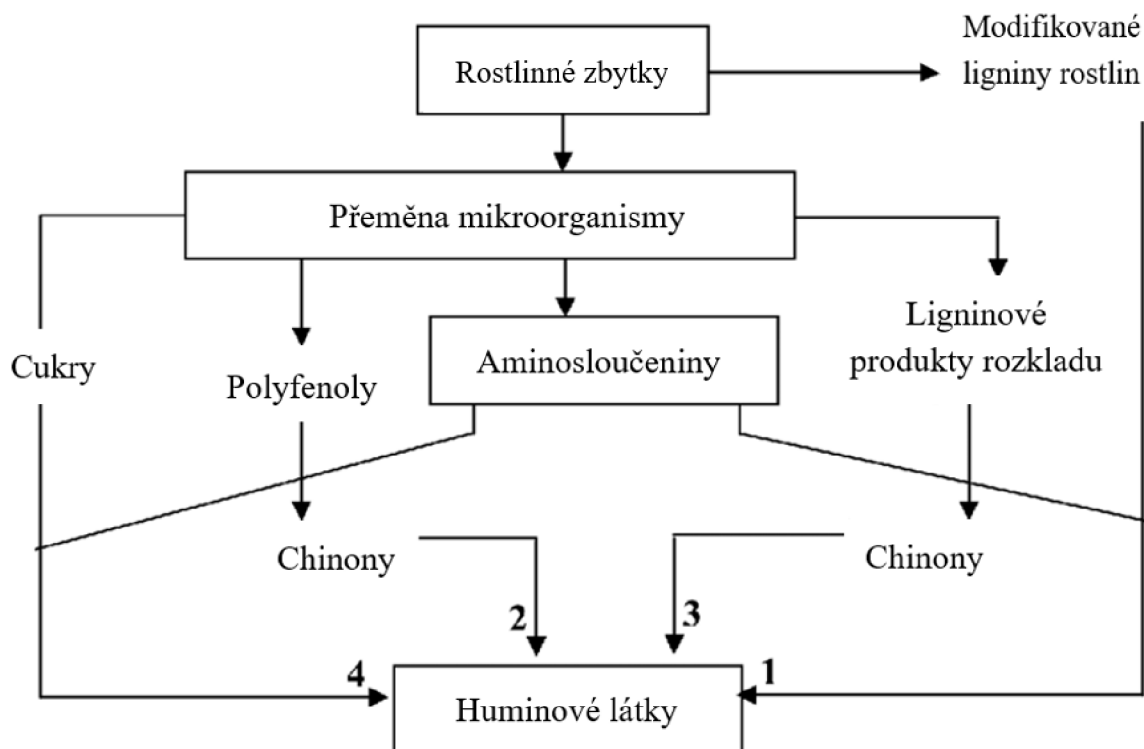 Rostlinné zbytky
Modifikované
ligniny rostlin
Přeměna mikroorganismy
Cukry
Polyfenoly
Aminosloučeniny
Ligninové
produkty rozkladu
Chinony
Chinony
2
3
4
1
Huminové látky